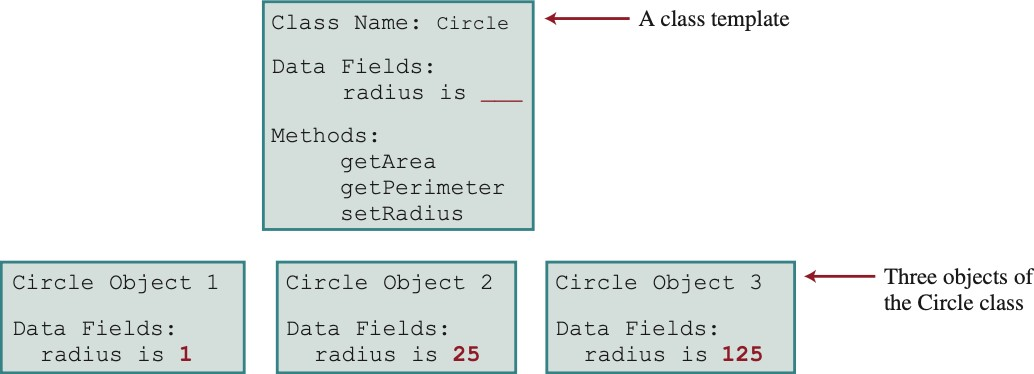 Class Name: Circle
A class template
Data Fields:
radius is ___
Methods:
getArea
getPerimeter
setRadius
Circle Object 1
Data Fields:
radius is 1
Circle Object 2
Data Fields:
radius is 25
Circle Object 3
Data Fields:
radius is 125
Three objects of
the Circle class